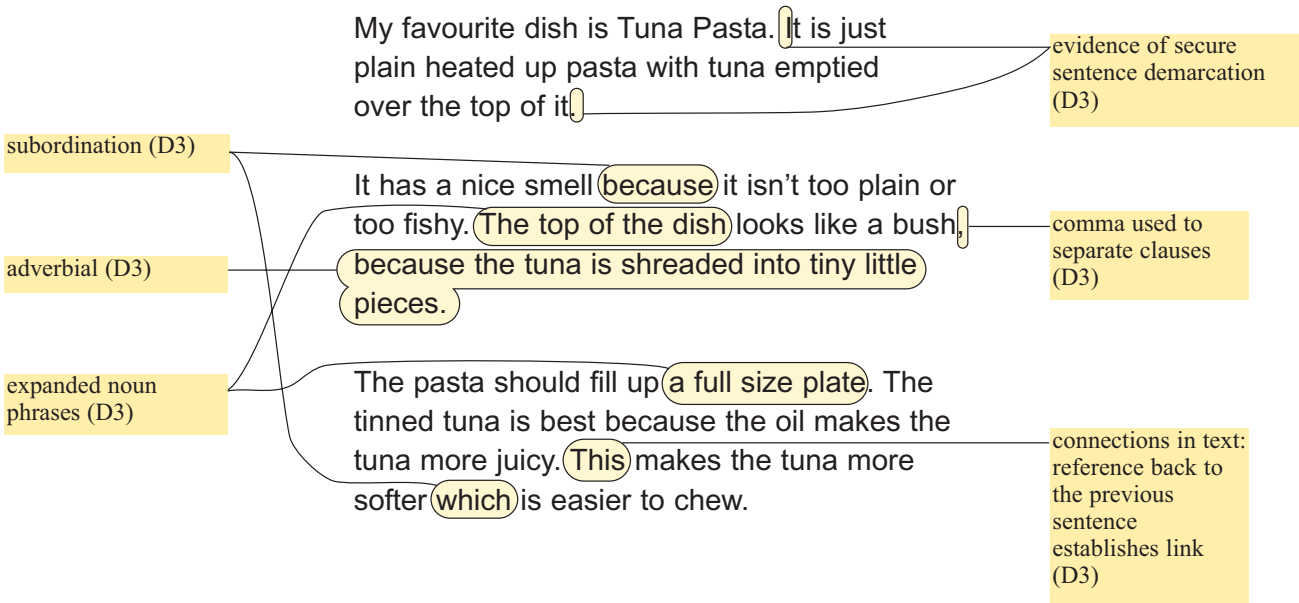 My favourite dish is Tuna Pasta. It is just
plain heated up pasta with tuna emptied
over the top of it.
evidence of secure
sentence demarcation
(D3)
subordination (D3)
It has a nice smell because it isn't too plain or
too fishy. The top of the dish looks like a bush,
because the tuna is shreaded into tiny little
pieces.
comma used to
separate clauses
(D3)
adverbial (D3)
expanded noun
phrases (D3)
The pasta should fill up a full size plate. The
tinned tuna is best because the oil makes the
tuna more juicy. This makes the tuna more
softer which is easier to chew.
connections in text:
reference back to
the previous
sentence
establishes link
(D3)